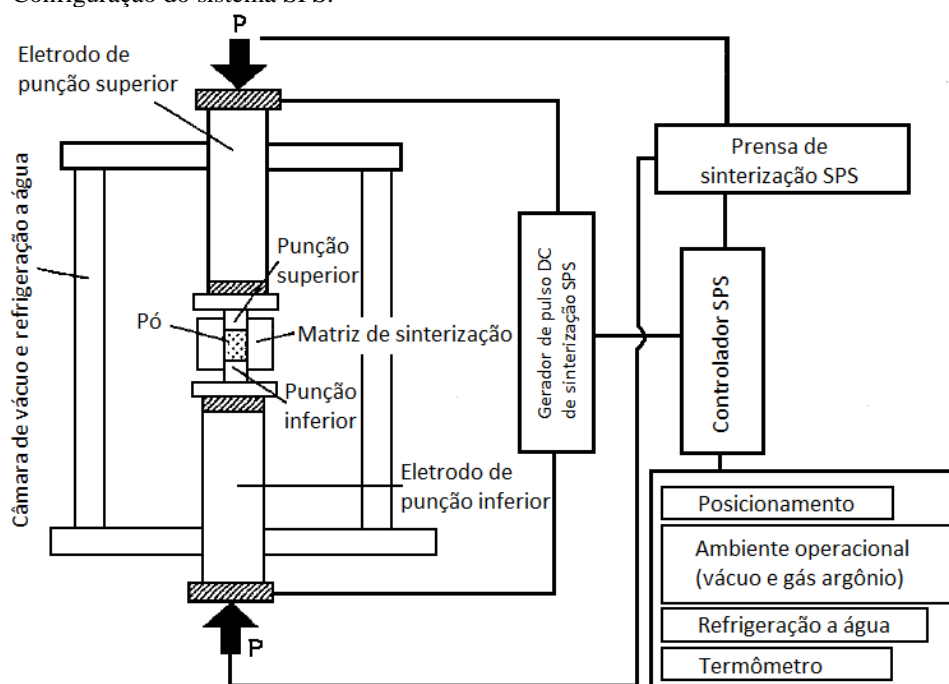 Configuração do sistema SPS.
P
Eletrodo de
punção superior
Prensa de
sinterização SPS
Câmara de vácuo e refrigeração a água
Punção
superior
Gerador de pulso DC
de sinterização SPS
Controlador SPS
Pó
Matriz de sinterização
Punção
inferior
Eletrodo de
punção inferior
Posicionamento
Ambiente operacional
(vácuo e gás argônio)
Refrigeração a água
Termômetro
P